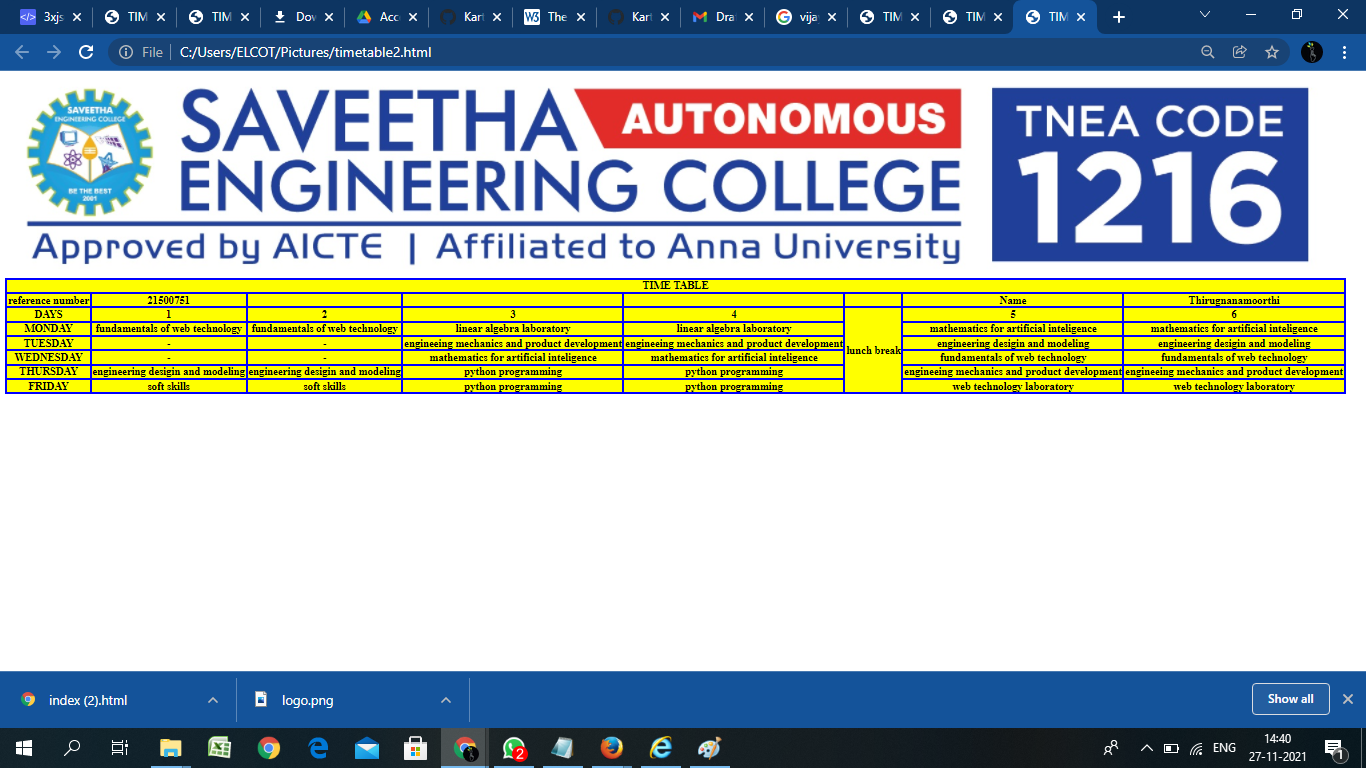 3xjs TIM TIM Dow Acc Kart The Kart Dra vija TIM TIM TIM
File C:/Users/ELCOT/Pictures/timetable2.html
SAVEETHA
ENGINEERING COLLEGE
BE THE BEST
2001
SAVEETHA AUTONOMOUS
ENGINEERING COLLEGE
Approved by AICTE | Affiliated to Anna University
TNEA CODE
1216
TIME TABLE
reference number 21500751 Name Thirugnanamoorthi
DAYS 1 2 3 4 lunch break 5 6
MONDAY fundamentals of web technology fundamentals of web technology linear algebra laboratory linear algebra laboratory mathematics for artificial inteligence mathematics for artificial inteligence
TUESDAY - - engineeing mechanics and product development engineeing mechanics and product development engineering desigin and modeling engineering desigin and modeling
WEDNESDAY - - mathematics for artificial inteligence mathematics for artificial inteligence fundamentals of web technology fundamentals of web technology
THURSDAY engineering desigin and modeling engineering desigin and modeling python programming python programming engineeing mechanics and product development engineeing mechanics and product development
FRIDAY soft skills soft skills python programming python programming web technology laboratory web technology laboratory
index (2).html logo.png Show all
2 ENG 14:40
27-11-2021 1